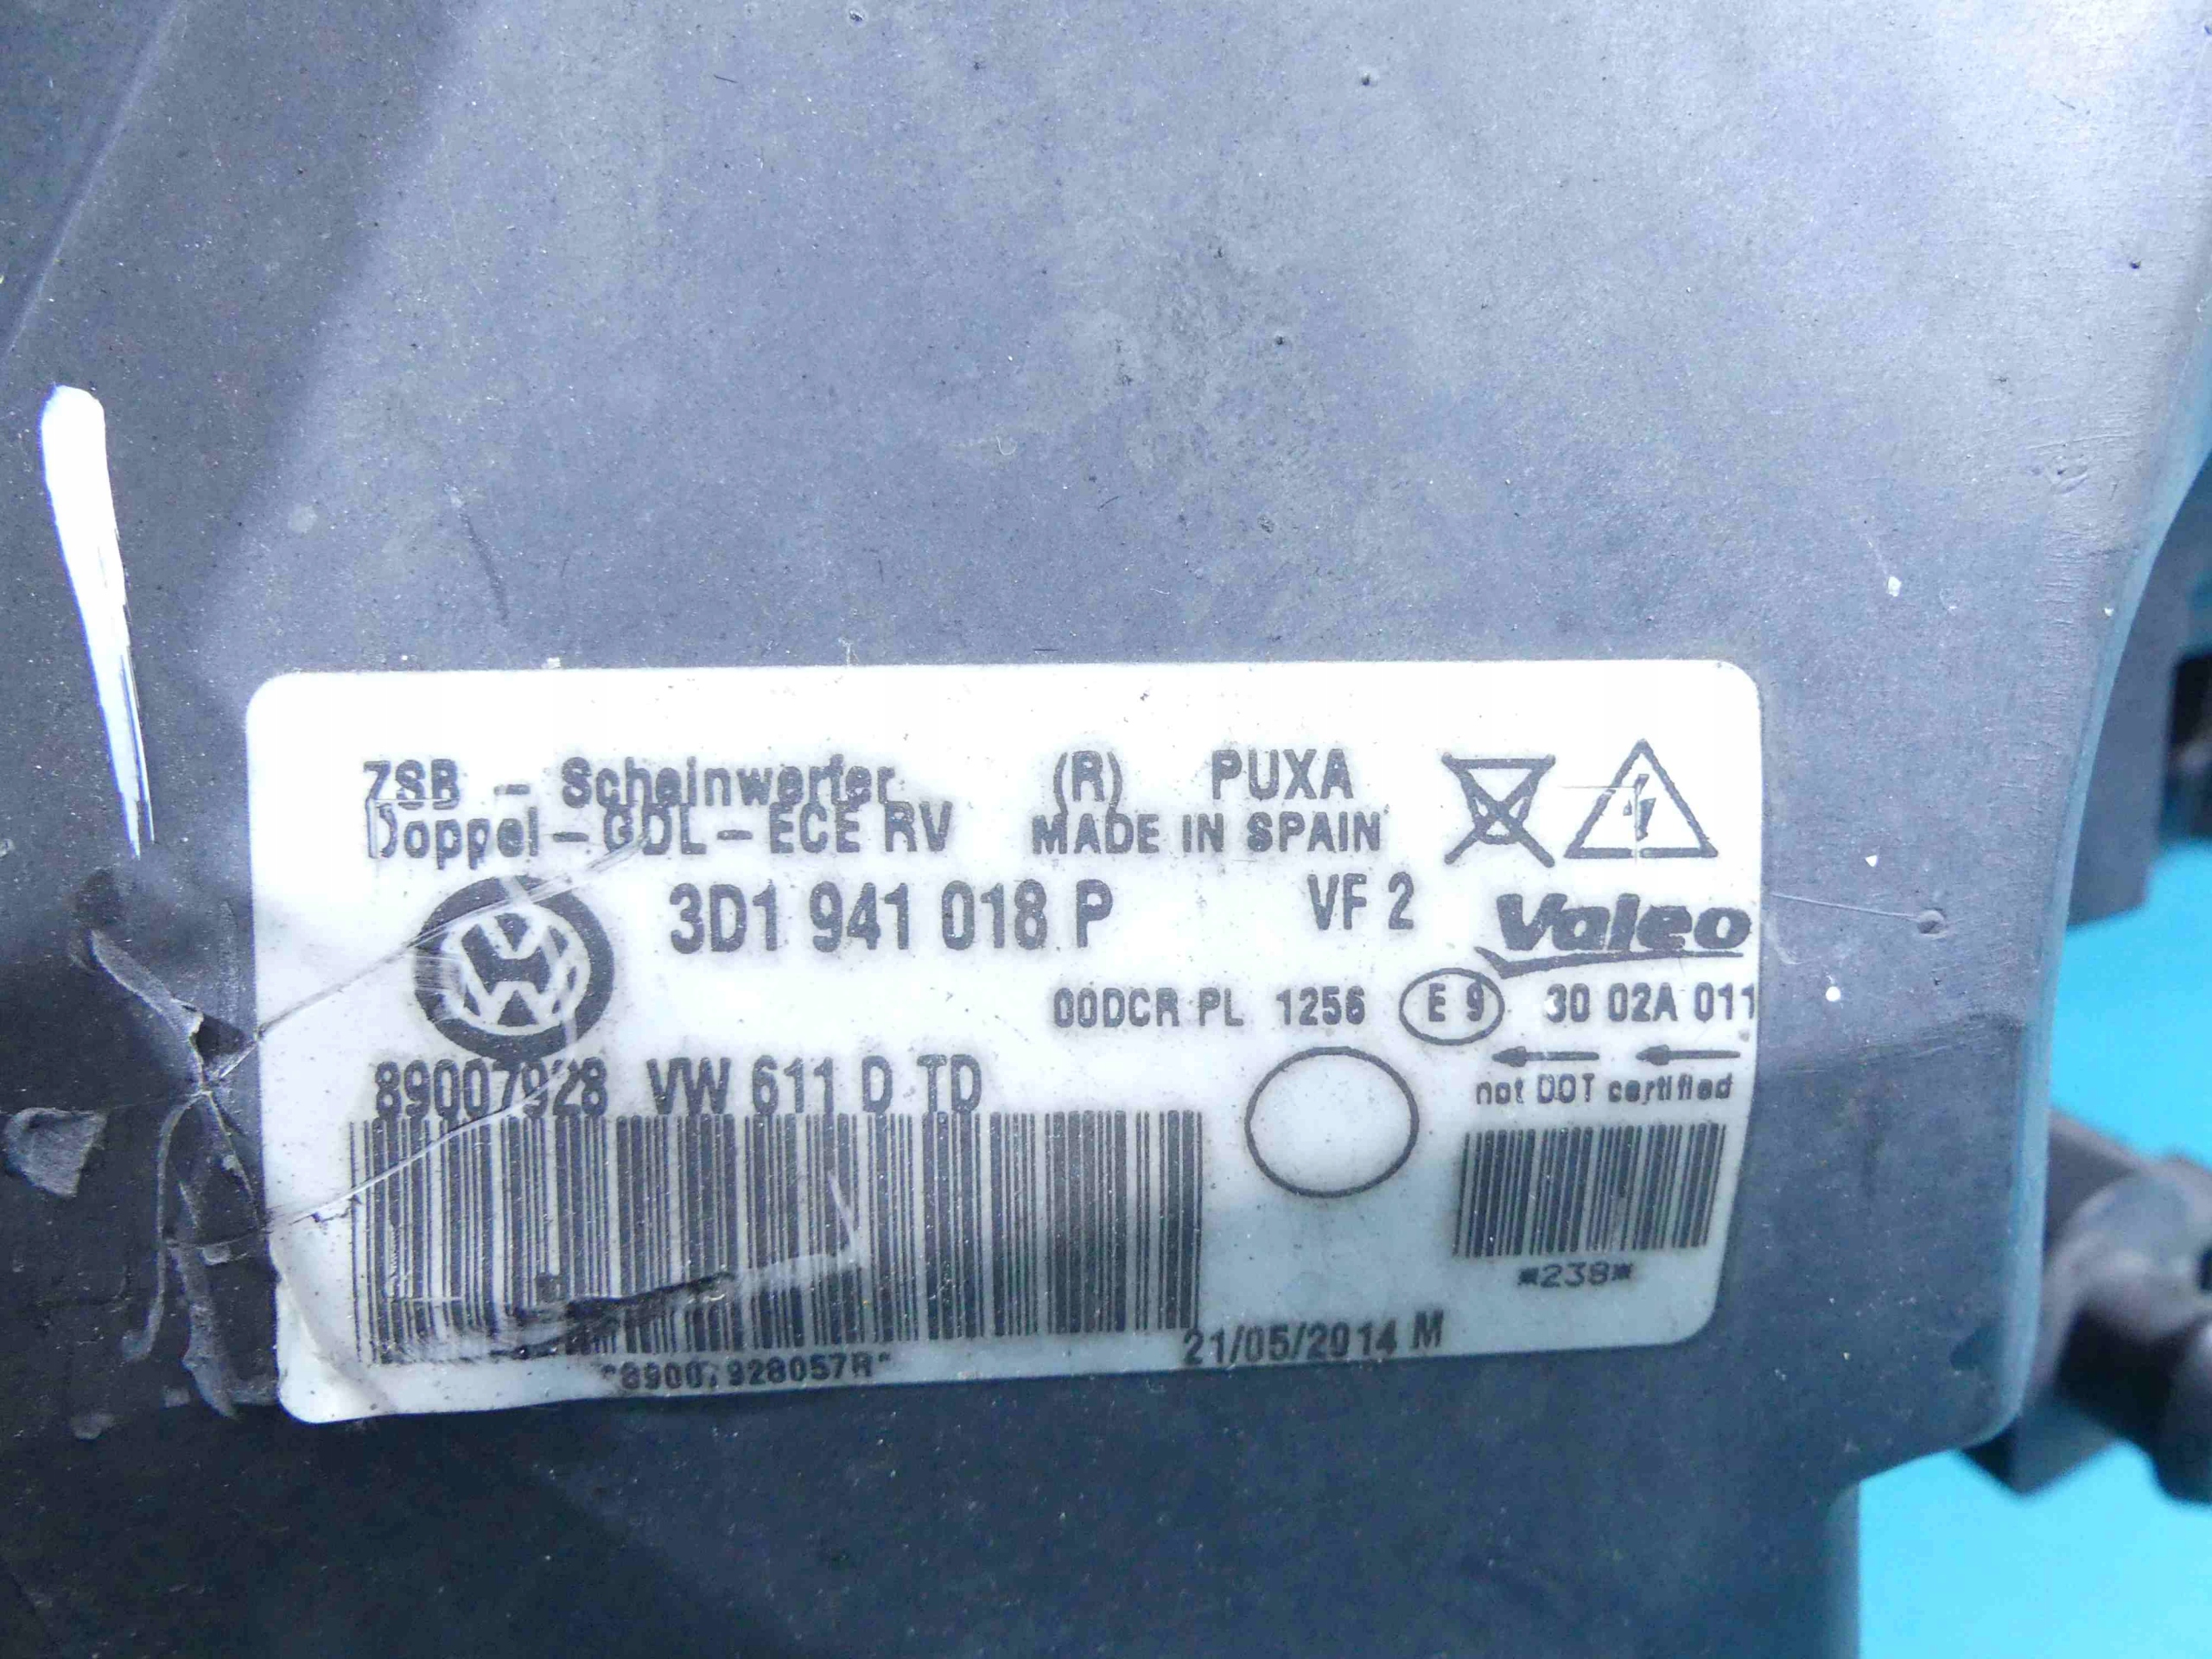 ZSB - Scheinwerfer (R) PUXA
Doppel-GDL-ECE RV MADE IN SPAIN
3D1 941 018 P VF 2 Valeo
00DCR PL 1256 E 9 30 02A 011
89007928 VW 611 D TD
not DOT certified
*238*
21/05/2014 M
*89007928057R*